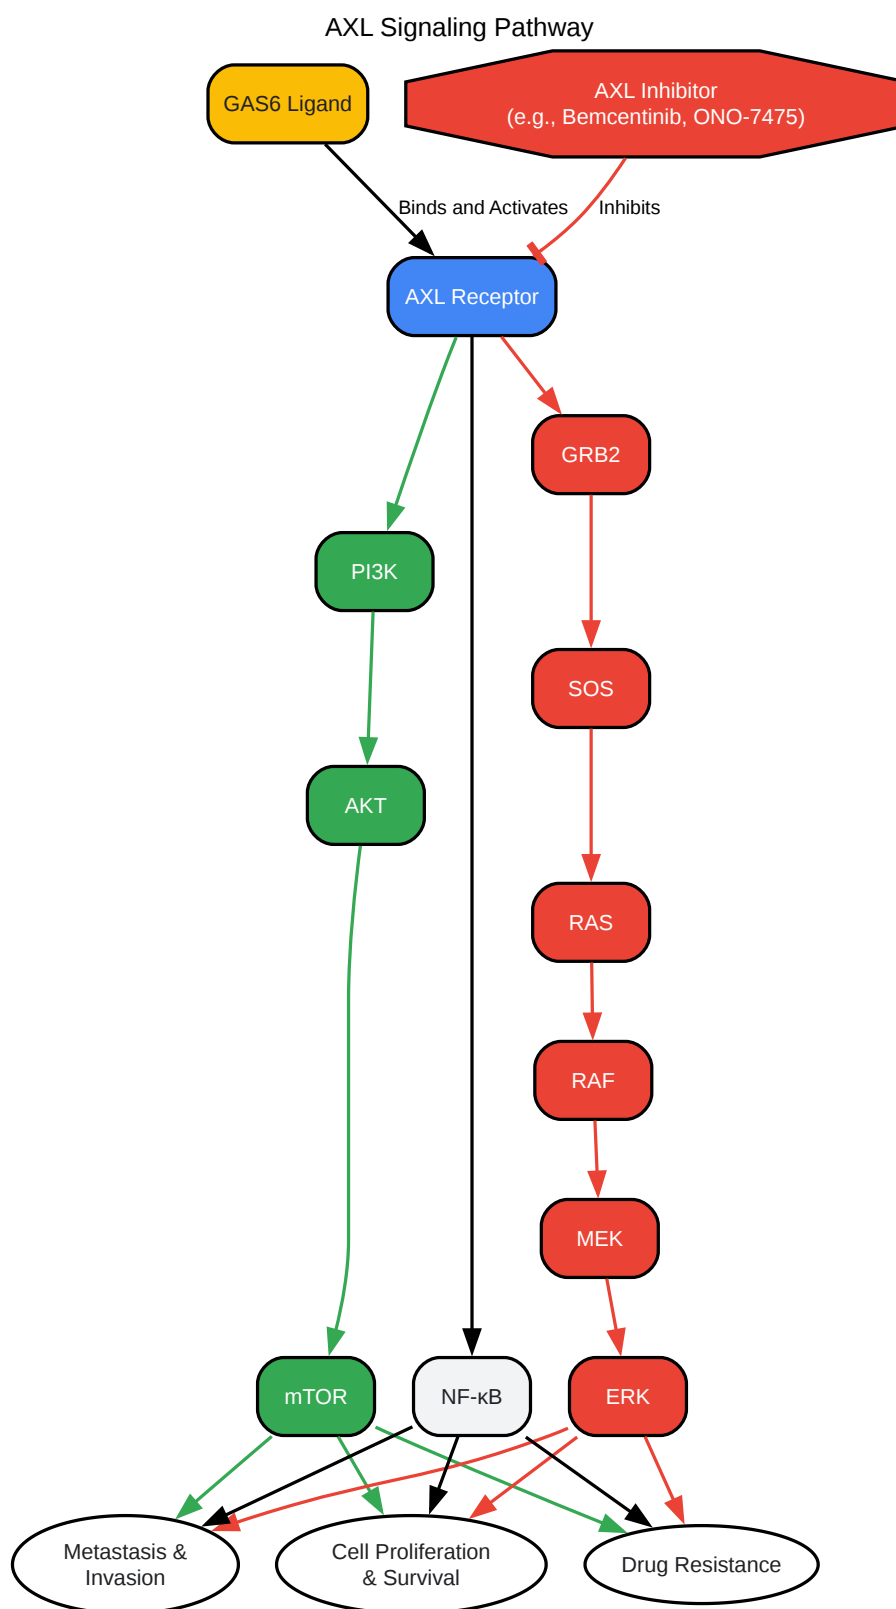 AXL Signaling Pathway
GAS6 Ligand
AXL Inhibitor
(e.g., Bemcentinib, ONO-7475)
Binds and Activates
Inhibits
AXL Receptor
GRB2
PI3K
SOS
AKT
RAS
RAF
MEK
mTOR
NF-κB
ERK
Metastasis &
Invasion
Cell Proliferation
& Survival
Drug Resistance